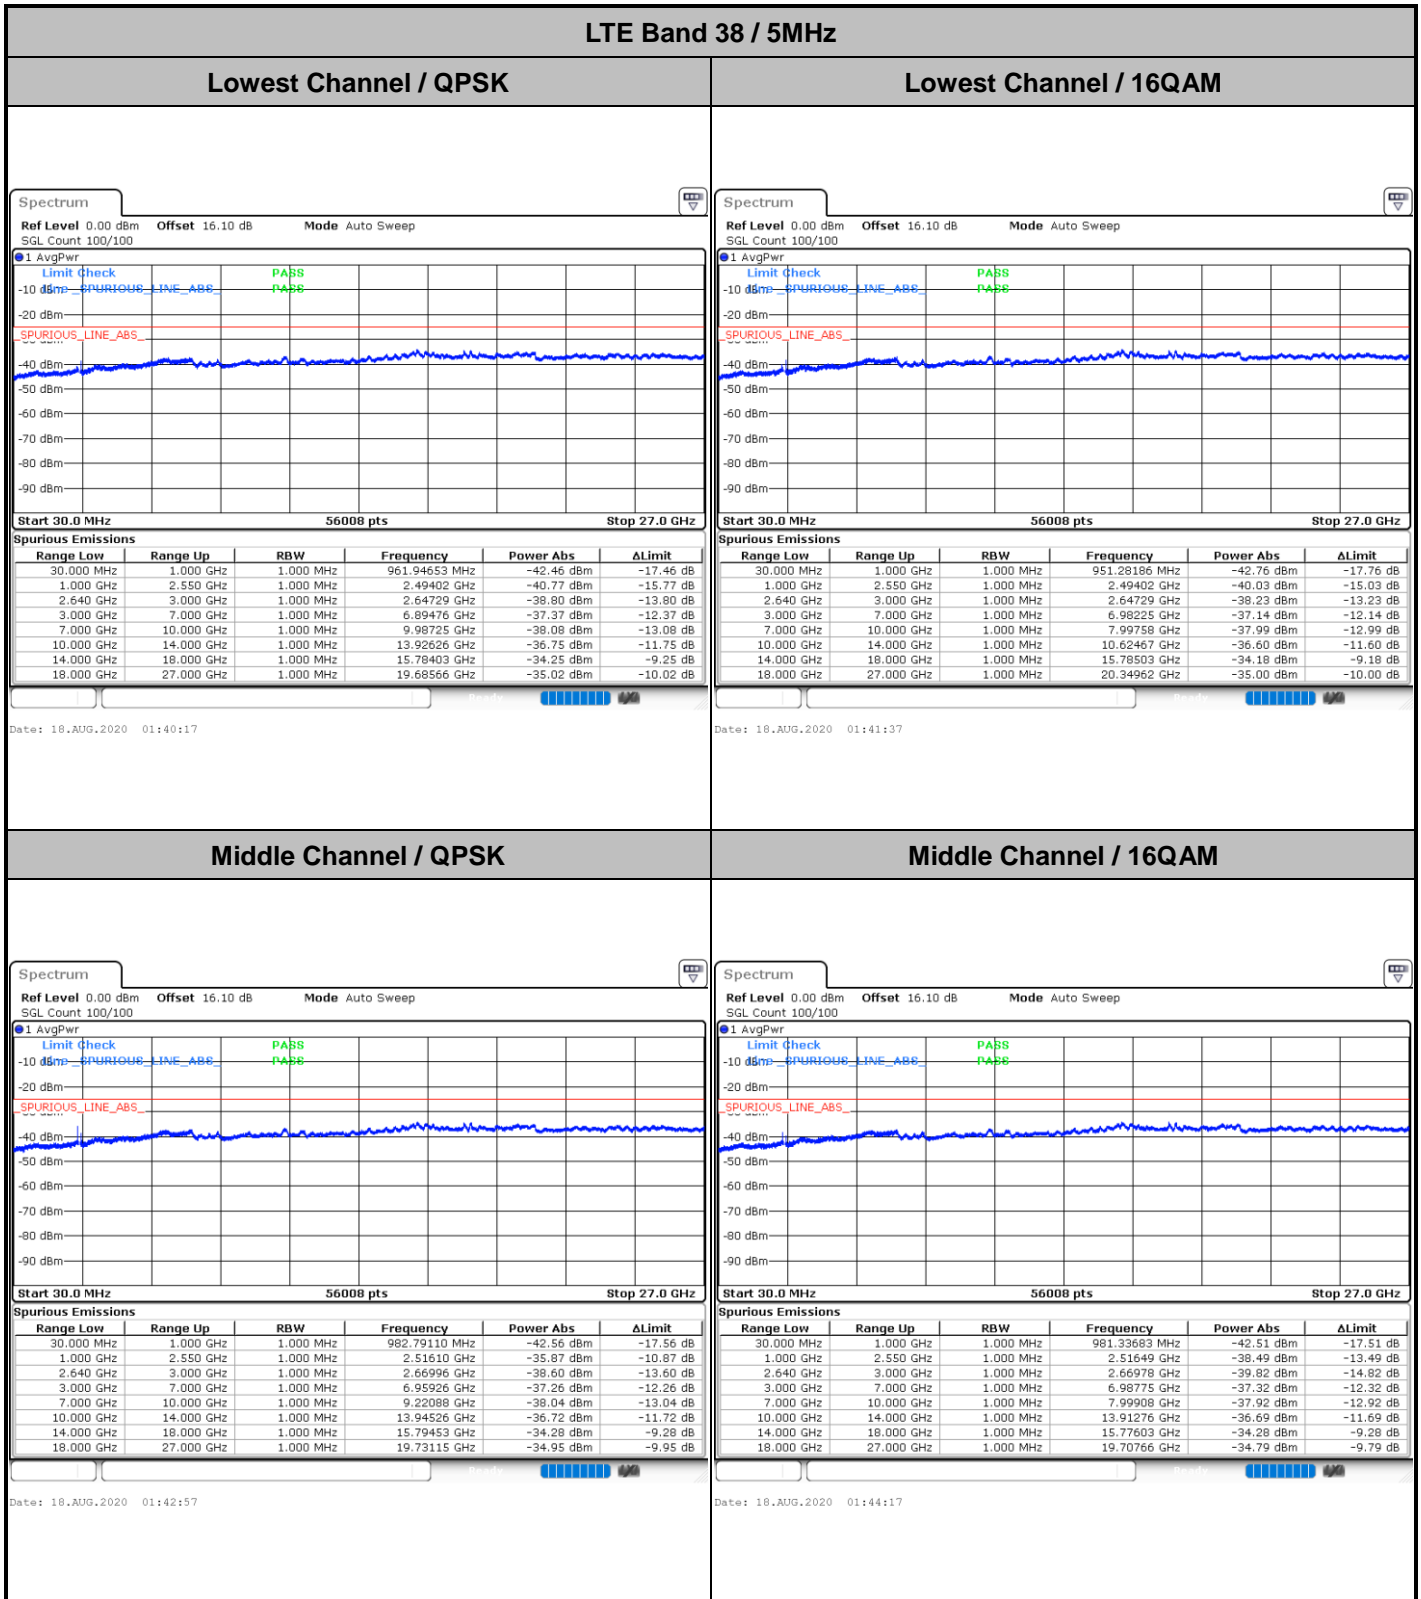 LTE Band 38 / 5MHz
Lowest Channel / QPSK
Lowest Channel / 16QAM
Spectrum
Ref Level 0.00 dBm Offset 16.10 dB Mode Auto Sweep
SGL Count 100/100
1 AvgPwr
Limit Check PASS
Line _SPURIOUS_LINE_ABS_ PASS
-10 dBm
-20 dBm
_SPURIOUS_LINE_ABS_
-40 dBm
-50 dBm
-60 dBm
-70 dBm
-80 dBm
-90 dBm
Start 30.0 MHz 56008 pts Stop 27.0 GHz
Spurious Emissions
Range Low Range Up RBW Frequency Power Abs ΔLimit
30.000 MHz 1.000 GHz 1.000 MHz 961.94653 MHz -42.46 dBm -17.46 dB
1.000 GHz 2.550 GHz 1.000 MHz 2.49402 GHz -40.77 dBm -15.77 dB
2.640 GHz 3.000 GHz 1.000 MHz 2.64729 GHz -38.80 dBm -13.80 dB
3.000 GHz 7.000 GHz 1.000 MHz 6.89476 GHz -37.37 dBm -12.37 dB
7.000 GHz 10.000 GHz 1.000 MHz 9.98725 GHz -38.08 dBm -13.08 dB
10.000 GHz 14.000 GHz 1.000 MHz 13.92626 GHz -36.75 dBm -11.75 dB
14.000 GHz 18.000 GHz 1.000 MHz 15.78403 GHz -34.25 dBm -9.25 dB
18.000 GHz 27.000 GHz 1.000 MHz 19.68566 GHz -35.02 dBm -10.02 dB
Date: 18.AUG.2020 01:40:17
Spectrum
Ref Level 0.00 dBm Offset 16.10 dB Mode Auto Sweep
SGL Count 100/100
1 AvgPwr
Limit Check PASS
Line _SPURIOUS_LINE_ABS_ PASS
-10 dBm
-20 dBm
_SPURIOUS_LINE_ABS_
-40 dBm
-50 dBm
-60 dBm
-70 dBm
-80 dBm
-90 dBm
Start 30.0 MHz 56008 pts Stop 27.0 GHz
Spurious Emissions
Range Low Range Up RBW Frequency Power Abs ΔLimit
30.000 MHz 1.000 GHz 1.000 MHz 951.28186 MHz -42.76 dBm -17.76 dB
1.000 GHz 2.550 GHz 1.000 MHz 2.49402 GHz -40.03 dBm -15.03 dB
2.640 GHz 3.000 GHz 1.000 MHz 2.64729 GHz -38.23 dBm -13.23 dB
3.000 GHz 7.000 GHz 1.000 MHz 6.98225 GHz -37.14 dBm -12.14 dB
7.000 GHz 10.000 GHz 1.000 MHz 7.99758 GHz -37.99 dBm -12.99 dB
10.000 GHz 14.000 GHz 1.000 MHz 10.62467 GHz -36.60 dBm -11.60 dB
14.000 GHz 18.000 GHz 1.000 MHz 15.78503 GHz -34.18 dBm -9.18 dB
18.000 GHz 27.000 GHz 1.000 MHz 20.34962 GHz -35.00 dBm -10.00 dB
Date: 18.AUG.2020 01:41:37
Middle Channel / QPSK
Middle Channel / 16QAM
Spectrum
Ref Level 0.00 dBm Offset 16.10 dB Mode Auto Sweep
SGL Count 100/100
1 AvgPwr
Limit Check PASS
Line _SPURIOUS_LINE_ABS_ PASS
-10 dBm
-20 dBm
_SPURIOUS_LINE_ABS_
-40 dBm
-50 dBm
-60 dBm
-70 dBm
-80 dBm
-90 dBm
Start 30.0 MHz 56008 pts Stop 27.0 GHz
Spurious Emissions
Range Low Range Up RBW Frequency Power Abs ΔLimit
30.000 MHz 1.000 GHz 1.000 MHz 982.79110 MHz -42.56 dBm -17.56 dB
1.000 GHz 2.550 GHz 1.000 MHz 2.51610 GHz -35.87 dBm -10.87 dB
2.640 GHz 3.000 GHz 1.000 MHz 2.66996 GHz -38.60 dBm -13.60 dB
3.000 GHz 7.000 GHz 1.000 MHz 6.95926 GHz -37.26 dBm -12.26 dB
7.000 GHz 10.000 GHz 1.000 MHz 9.22088 GHz -38.04 dBm -13.04 dB
10.000 GHz 14.000 GHz 1.000 MHz 13.94526 GHz -36.72 dBm -11.72 dB
14.000 GHz 18.000 GHz 1.000 MHz 15.79453 GHz -34.28 dBm -9.28 dB
18.000 GHz 27.000 GHz 1.000 MHz 19.73115 GHz -34.95 dBm -9.95 dB
Date: 18.AUG.2020 01:42:57
Spectrum
Ref Level 0.00 dBm Offset 16.10 dB Mode Auto Sweep
SGL Count 100/100
1 AvgPwr
Limit Check PASS
Line _SPURIOUS_LINE_ABS_ PASS
-10 dBm
-20 dBm
_SPURIOUS_LINE_ABS_
-40 dBm
-50 dBm
-60 dBm
-70 dBm
-80 dBm
-90 dBm
Start 30.0 MHz 56008 pts Stop 27.0 GHz
Spurious Emissions
Range Low Range Up RBW Frequency Power Abs ΔLimit
30.000 MHz 1.000 GHz 1.000 MHz 981.33683 MHz -42.51 dBm -17.51 dB
1.000 GHz 2.550 GHz 1.000 MHz 2.51649 GHz -38.49 dBm -13.49 dB
2.640 GHz 3.000 GHz 1.000 MHz 2.66978 GHz -39.82 dBm -14.82 dB
3.000 GHz 7.000 GHz 1.000 MHz 6.98775 GHz -37.32 dBm -12.32 dB
7.000 GHz 10.000 GHz 1.000 MHz 7.99908 GHz -37.92 dBm -12.92 dB
10.000 GHz 14.000 GHz 1.000 MHz 13.91276 GHz -36.69 dBm -11.69 dB
14.000 GHz 18.000 GHz 1.000 MHz 15.77603 GHz -34.28 dBm -9.28 dB
18.000 GHz 27.000 GHz 1.000 MHz 19.70766 GHz -34.79 dBm -9.79 dB
Date: 18.AUG.2020 01:44:17